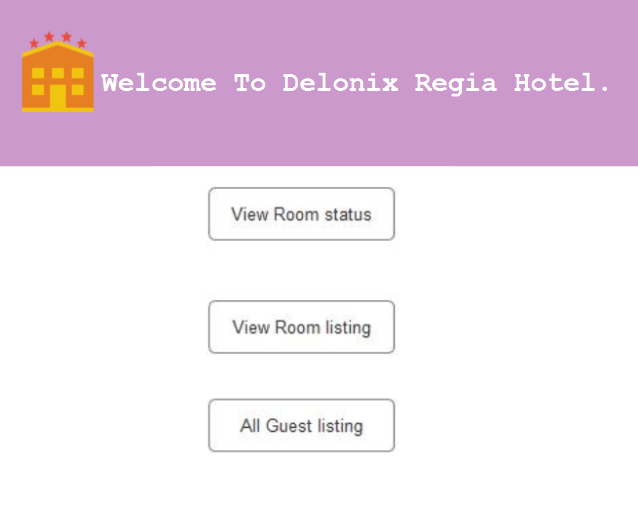 Welcome To Delonix Regia Hotel.
View Room status
View Room listing
All Guest listing